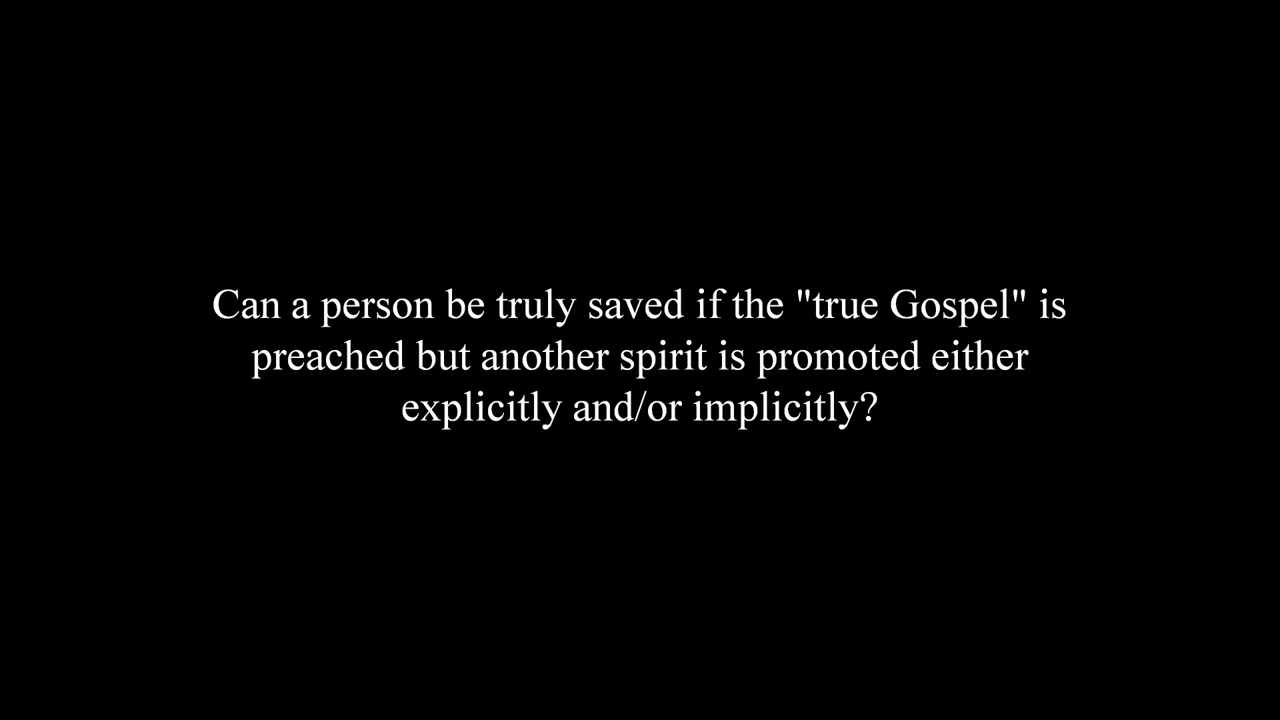 Can a person be truly saved if the "true Gospel" is
preached but another spirit is promoted either
explicitly and/or implicitly?